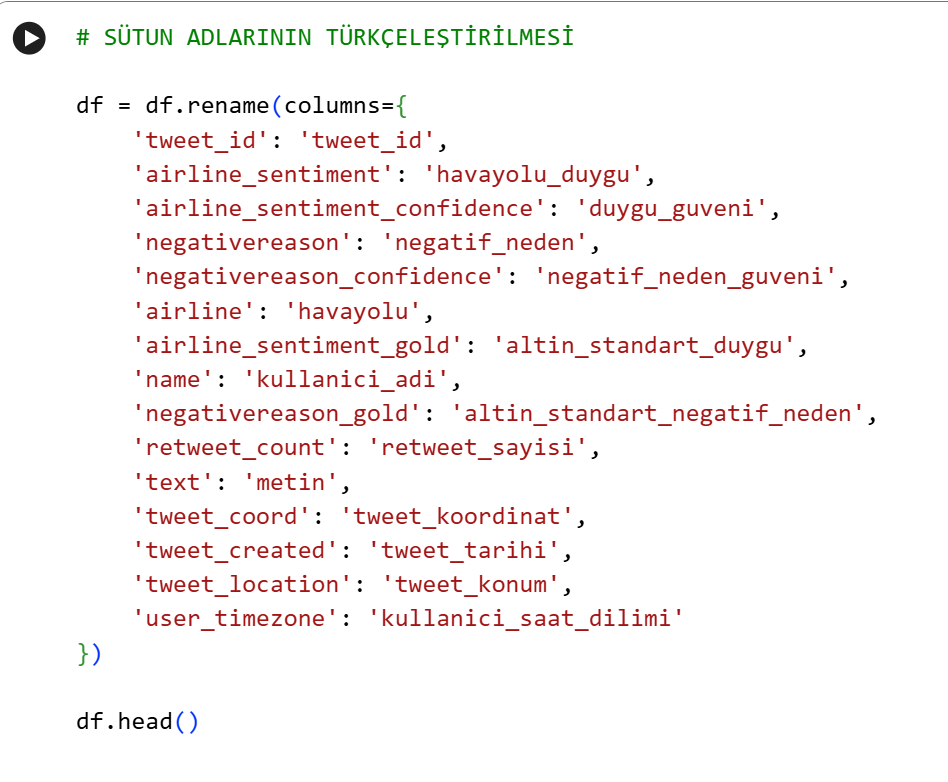 # SÜTUN ADLARININ TÜRKÇELEŞTİRİLMESİ
df = df.rename(columns={
'tweet_id': 'tweet_id',
'airline_sentiment': 'havayolu_duygu',
'airline_sentiment_confidence': 'duygu_guveni',
'negativereason': 'negatif_neden',
'negativereason_confidence': 'negatif_neden_guveni',
'airline': 'havayolu',
'airline_sentiment_gold': 'altin_standart_duygu',
'name': 'kullanici_adi',
'negativereason_gold': 'altin_standart_negatif_neden',
'retweet_count': 'retweet_sayisi',
'text': 'metin',
'tweet_coord': 'tweet_koordinat',
'tweet_created': 'tweet_tarihi',
'tweet_location': 'tweet_konum',
'user_timezone': 'kullanici_saat_dilimi'
})
df.head()